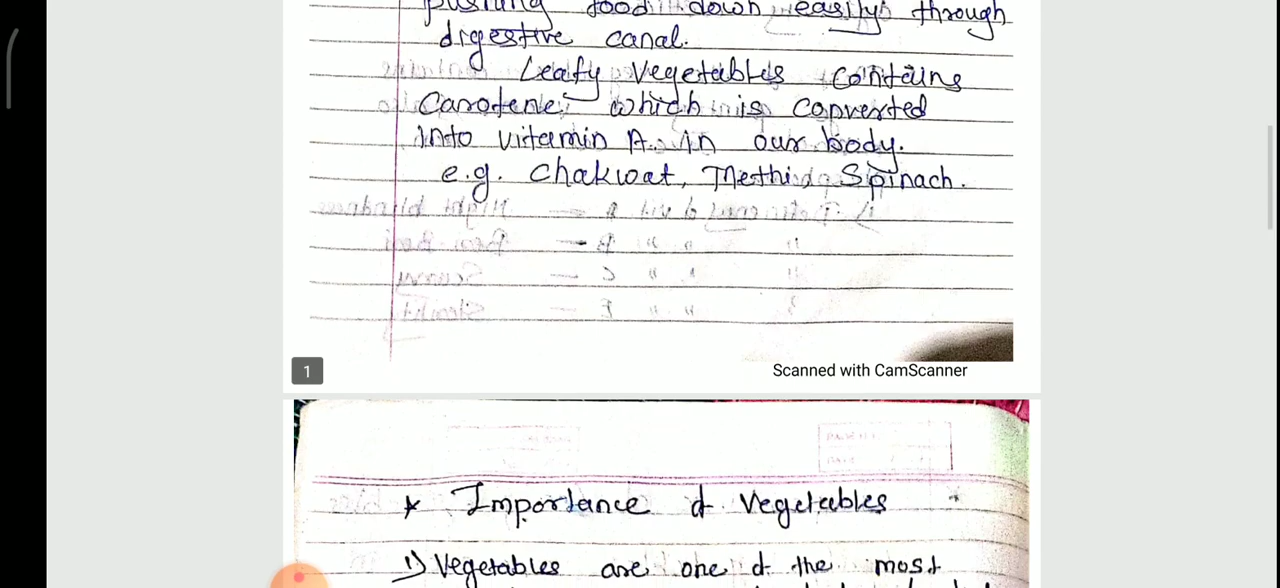 pushing food down easily through
digestive canal.
Leafy Vegetables Contains
Carotene which is converted
into vitamin A. in our body.
e.g. Chakwat, Methi, Spinach.
1
Scanned with CamScanner
* Importance of Vegetables
1) Vegetables are one of the most